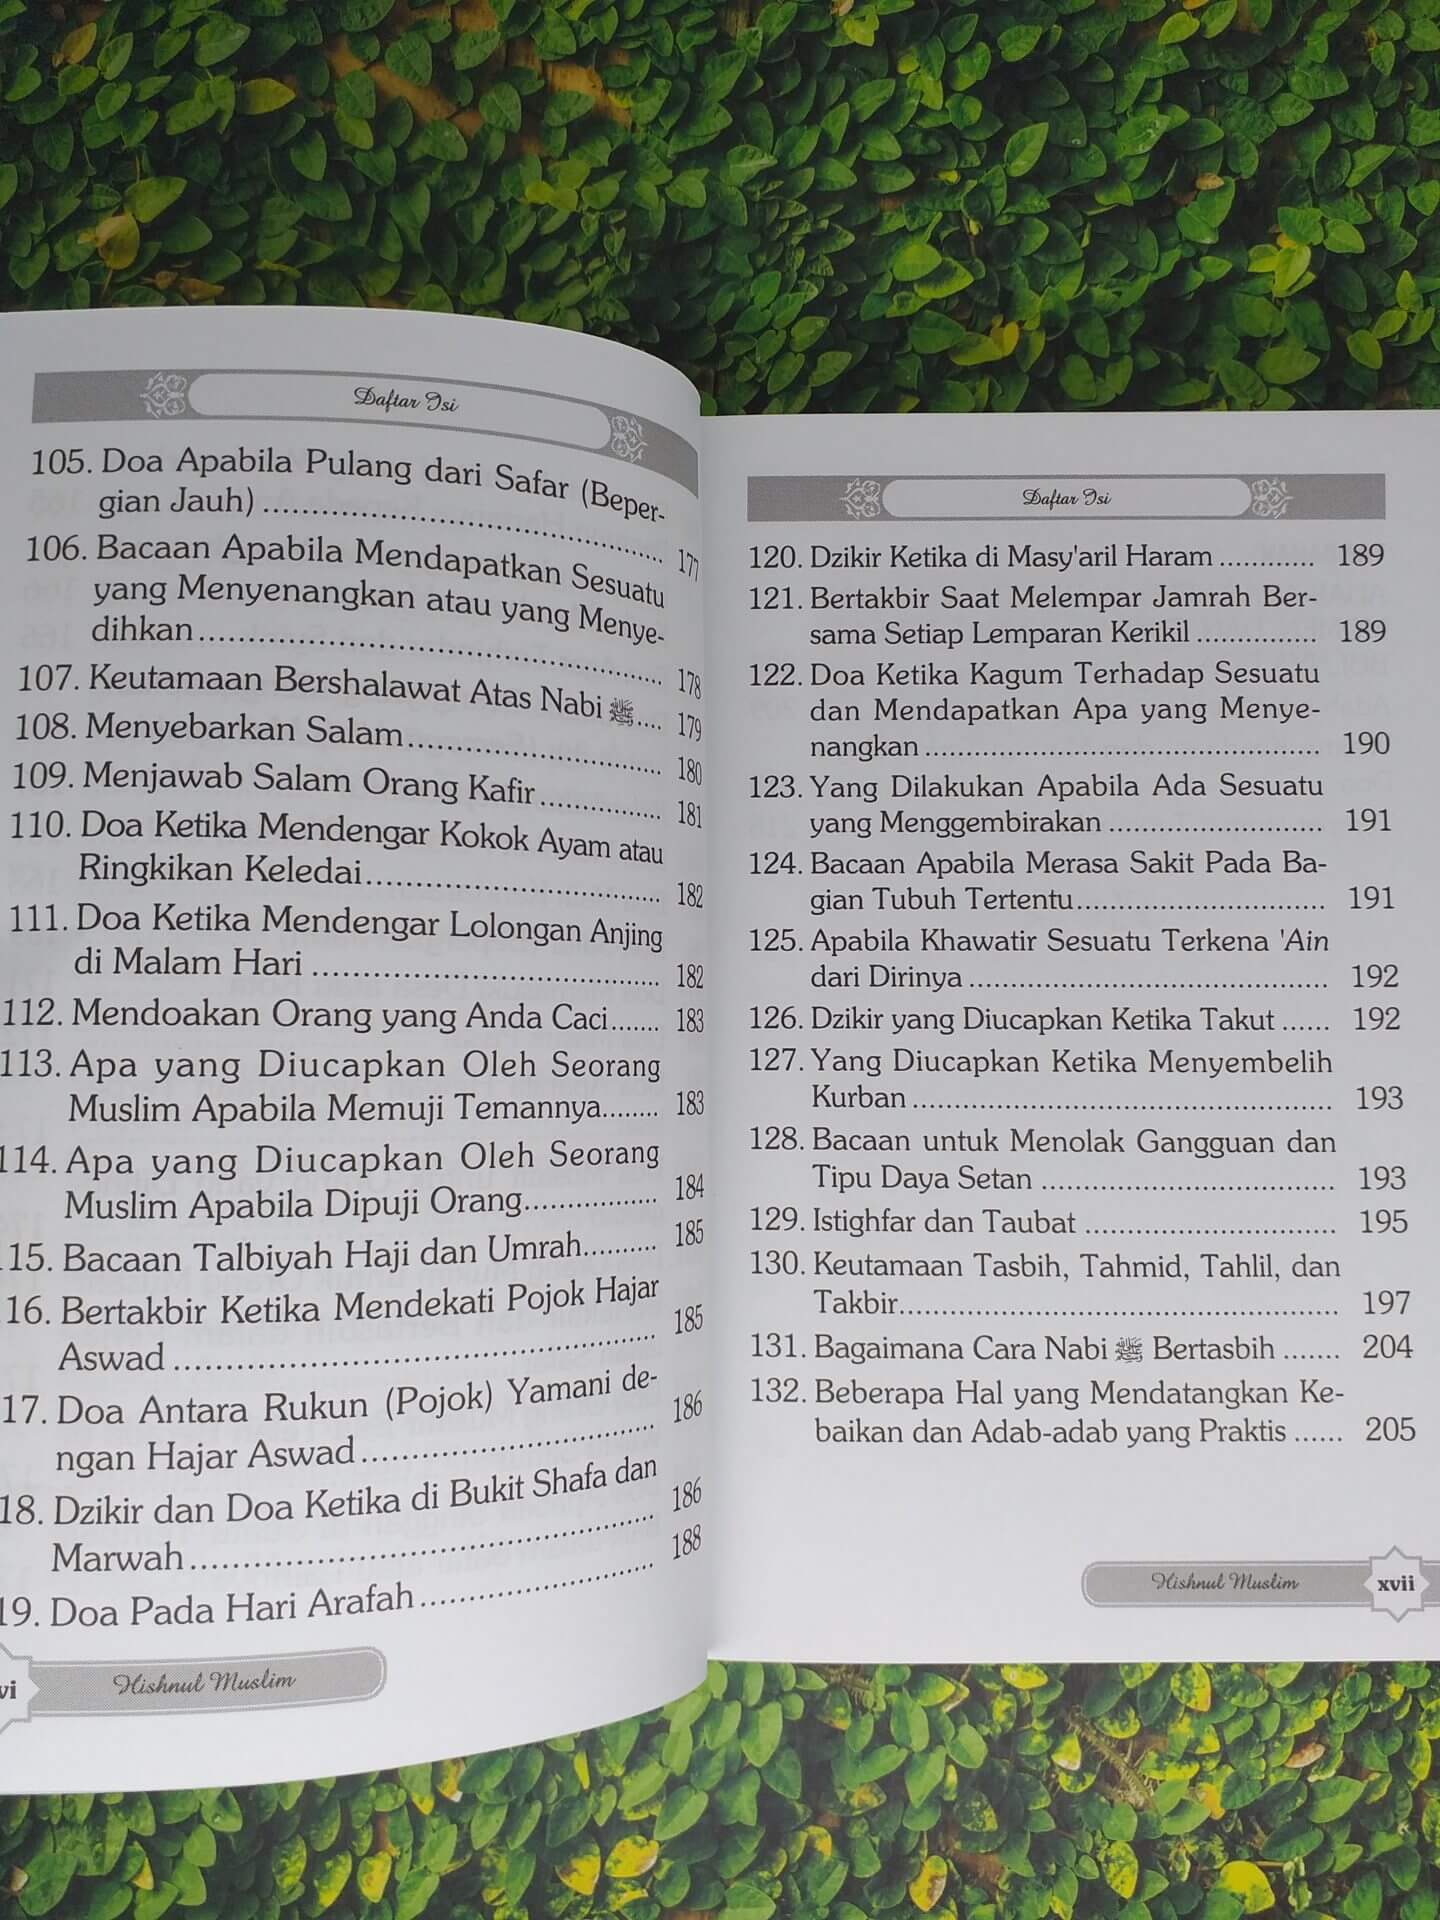 Daftar Isi
105. Doa Apabila Pulang dari Safar (Beper-
gian Jauh) .......... 177
106. Bacaan Apabila Mendapatkan Sesuatu
yang Menyenangkan atau yang Menye-
dihkan .......... 178
107. Keutamaan Bershalawat Atas Nabi ﷺ .... 179
108. Menyebarkan Salam .......... 180
109. Menjawab Salam Orang Kafir .......... 181
110. Doa Ketika Mendengar Kokok Ayam atau
Ringkikan Keledai .......... 182
111. Doa Ketika Mendengar Lolongan Anjing
di Malam Hari .......... 182
112. Mendoakan Orang yang Anda Caci ....... 183
113. Apa yang Diucapkan Oleh Seorang
Muslim Apabila Memuji Temannya ........ 183
114. Apa yang Diucapkan Oleh Seorang
Muslim Apabila Dipuji Orang .......... 184
15. Bacaan Talbiyah Haji dan Umrah .......... 185
16. Bertakbir Ketika Mendekati Pojok Hajar
Aswad .......... 185
17. Doa Antara Rukun (Pojok) Yamani de-
ngan Hajar Aswad .......... 186
18. Dzikir dan Doa Ketika di Bukit Shafa dan
Marwah .......... 186
19. Doa Pada Hari Arafah .......... 188
vi Hishnul Muslim
Daftar Isi
120. Dzikir Ketika di Masy'aril Haram .......... 189
121. Bertakbir Saat Melempar Jamrah Ber-
sama Setiap Lemparan Kerikil .......... 189
122. Doa Ketika Kagum Terhadap Sesuatu
dan Mendapatkan Apa yang Menye-
nangkan .......... 190
123. Yang Dilakukan Apabila Ada Sesuatu
yang Menggembirakan .......... 191
124. Bacaan Apabila Merasa Sakit Pada Ba-
gian Tubuh Tertentu .......... 191
125. Apabila Khawatir Sesuatu Terkena 'Ain
dari Dirinya .......... 192
126. Dzikir yang Diucapkan Ketika Takut ...... 192
127. Yang Diucapkan Ketika Menyembelih
Kurban .......... 193
128. Bacaan untuk Menolak Gangguan dan
Tipu Daya Setan .......... 193
129. Istighfar dan Taubat .......... 195
130. Keutamaan Tasbih, Tahmid, Tahlil, dan
Takbir .......... 197
131. Bagaimana Cara Nabi ﷺ Bertasbih ....... 204
132. Beberapa Hal yang Mendatangkan Ke-
baikan dan Adab-adab yang Praktis ...... 205
Hishnul Muslim xvii